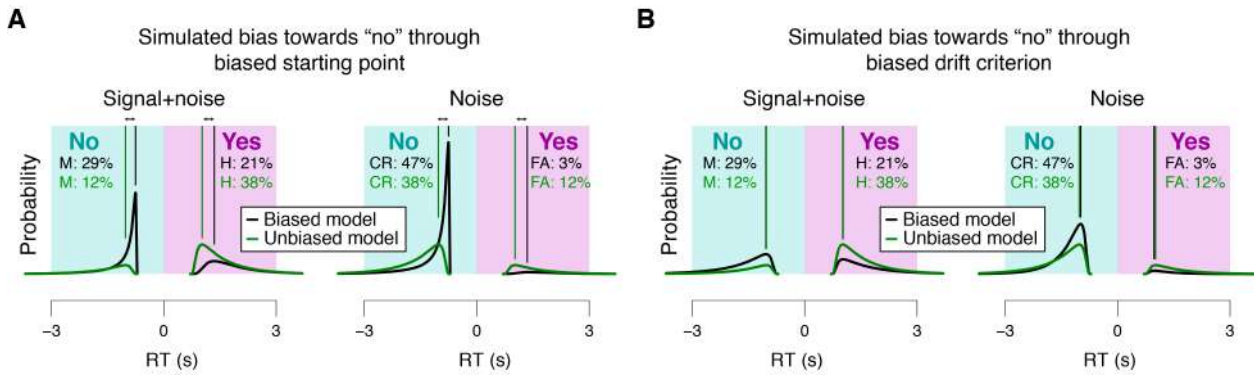 A
Simulated bias towards “no” through
biased starting point
Signal+noise
Noise
↔ ↔ ↔ ↔
No
Yes
No
Yes
M: 29%
H: 21%
CR: 47%
FA: 3%
M: 12%
H: 38%
CR: 38%
FA: 12%
Probability
Biased model
Unbiased model
−3 0 3
−3 0 3
RT (s)
RT (s)
B
Simulated bias towards “no” through
biased drift criterion
Signal+noise
Noise
No
Yes
No
Yes
M: 29%
H: 21%
CR: 47%
FA: 3%
M: 12%
H: 38%
CR: 38%
FA: 12%
Probability
Biased model
Unbiased model
−3 0 3
−3 0 3
RT (s)
RT (s)